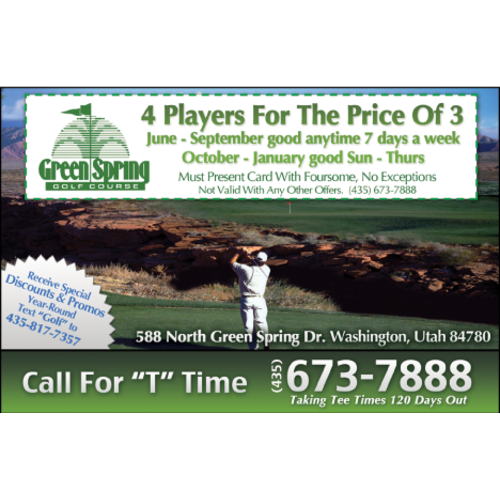 Green Spring
GOLF COURSE
4 Players For The Price Of 3
June - September good anytime 7 days a week
October - January good Sun - Thurs
Must Present Card With Foursome, No Exceptions
Not Valid With Any Other Offers. (435) 673-7888
Receive Special
Discounts & Promos
Year-Round
Text "Golf" to
435-817-7357
588 North Green Spring Dr. Washington, Utah 84780
Call For "T" Time (435) 673-7888
Taking Tee Times 120 Days Out